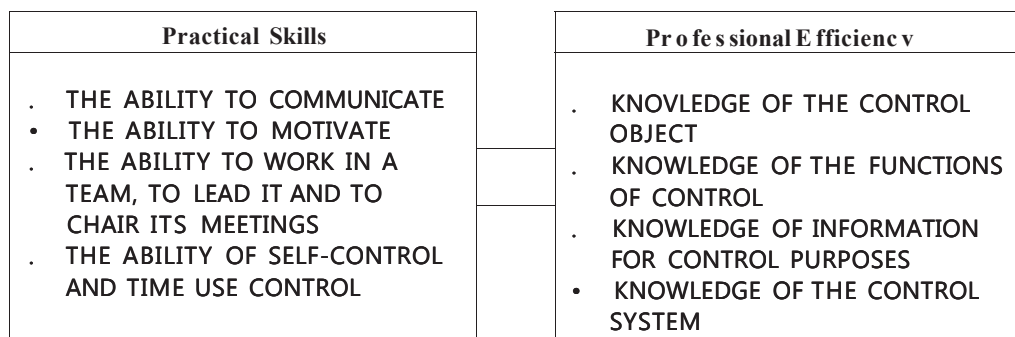 Practical Skills
. THE ABILITY TO COMMUNICATE
• THE ABILITY TO MOTIVATE
. THE ABILITY TO WORK IN A
TEAM, TO LEAD IT AND TO
CHAIR ITS MEETINGS
. THE ABILITY OF SELF-CONTROL
AND TIME USE CONTROL
Pr o fe s sional E fficienc v
. KNOVLEDGE OF THE CONTROL
OBJECT
. KNOWLEDGE OF THE FUNCTIONS
OF CONTROL
. KNOWLEDGE OF INFORMATION
FOR CONTROL PURPOSES
• KNOWLEDGE OF THE CONTROL
SYSTEM